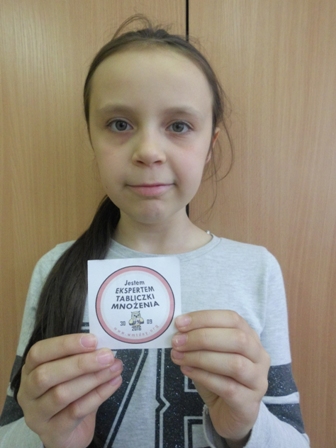 Jestem
EKSPERTEM
TABLICZKI
MNOŻENIA